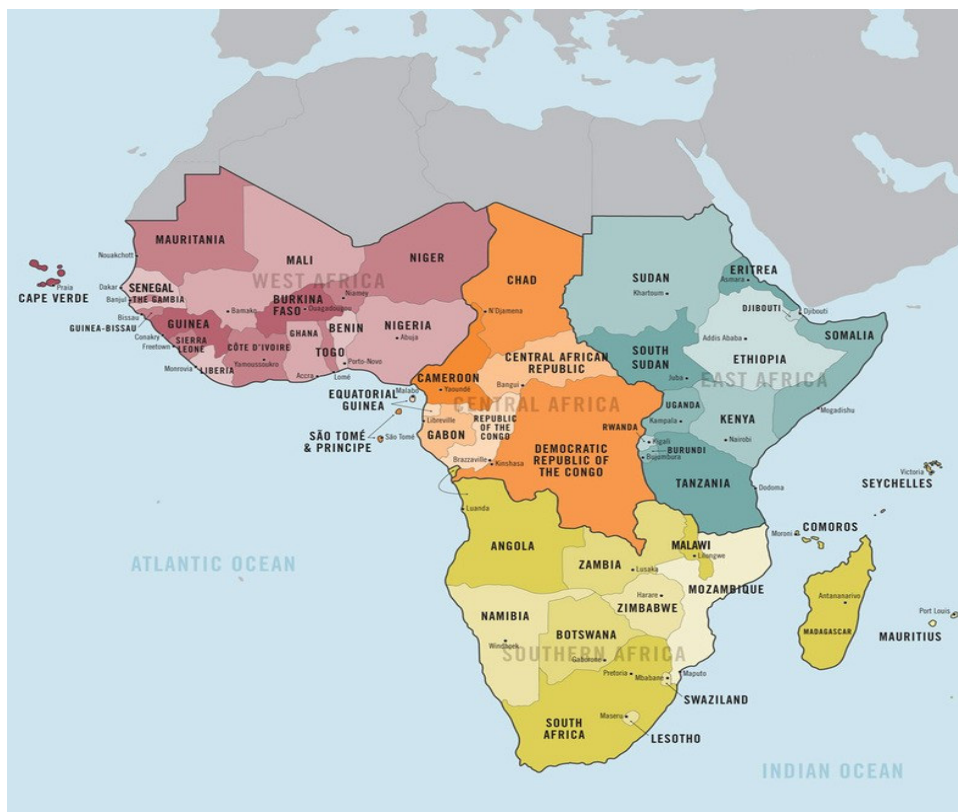 MAURITANIA
Nouakchott
MALI
NIGER
WEST AFRICA
CHAD
SUDAN
Khartoum
ERITREA
Asmara
Praia
CAPE VERDE
Dakar
SENEGAL
Banjul
THE GAMBIA
Bissau
GUINEA-BISSAU
Bamako
BURKINA
FASO
Niamey
Ouagadougou
N'Djamena
DJIBOUTI
Djibouti
SOMALIA
GUINEA
Conakry
SIERRA
LEONE
Freetown
CÔTE D'IVOIRE
Yamoussoukro
GHANA
BENIN
NIGERIA
Abuja
Addis Ababa
ETHIOPIA
EAST AFRICA
Monrovia
LIBERIA
TOGO
Porto-Novo
Accra
Lomé
CENTRAL AFRICAN
REPUBLIC
Bangui
SOUTH
SUDAN
Juba
CAMEROON
Yaoundé
Malabo
EQUATORIAL
GUINEA
CENTRAL AFRICA
UGANDA
Kampala
KENYA
Nairobi
Mogadishu
Libreville
GABON
REPUBLIC
OF THE
CONGO
SÃO TOMÉ
& PRINCIPE
São Tomé
RWANDA
Kigali
BURUNDI
Bujumbura
DEMOCRATIC
REPUBLIC OF
THE CONGO
Brazzaville
Kinshasa
TANZANIA
Dodoma
Victoria
SEYCHELLES
Luanda
ANGOLA
COMOROS
Moroni
MALAWI
Lilongwe
ZAMBIA
Lusaka
MOZAMBIQUE
ATLANTIC OCEAN
Harare
ZIMBABWE
Antananarivo
MADAGASCAR
Port Louis
MAURITIUS
NAMIBIA
Windhoek
BOTSWANA
Gaborone
SOUTHERN AFRICA
Pretoria
Mbabane
Maputo
SWAZILAND
Maseru
LESOTHO
SOUTH
AFRICA
INDIAN OCEAN